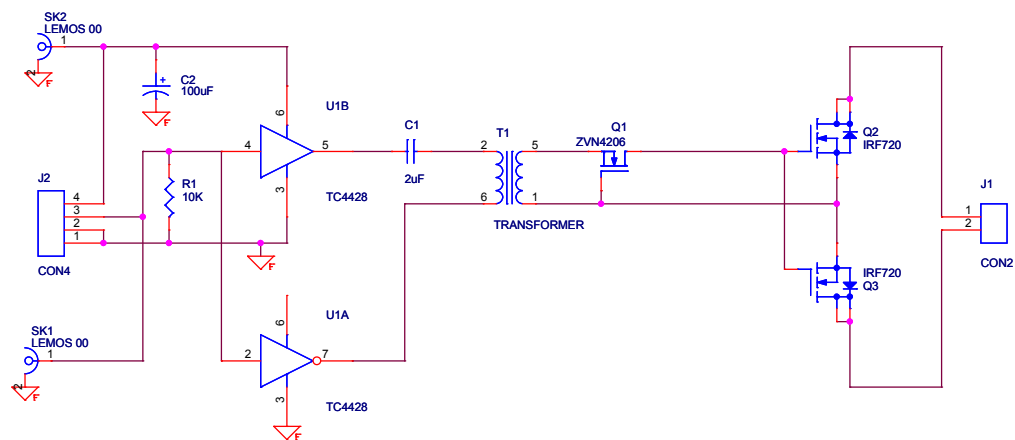 SK2
LEMOS 00
1
2
F
C2
+
100uF
F
U1B
6
4
5
3
TC4428
C1
2uF
T1
2
5
6
1
TRANSFORMER
Q1
ZVN4206
Q2
IRF720
J1
1
2
CON2
R1
10K
J2
4
3
2
1
CON4
F
IRF720
Q3
U1A
6
2
7
3
TC4428
F
SK1
LEMOS 00
1
2
F